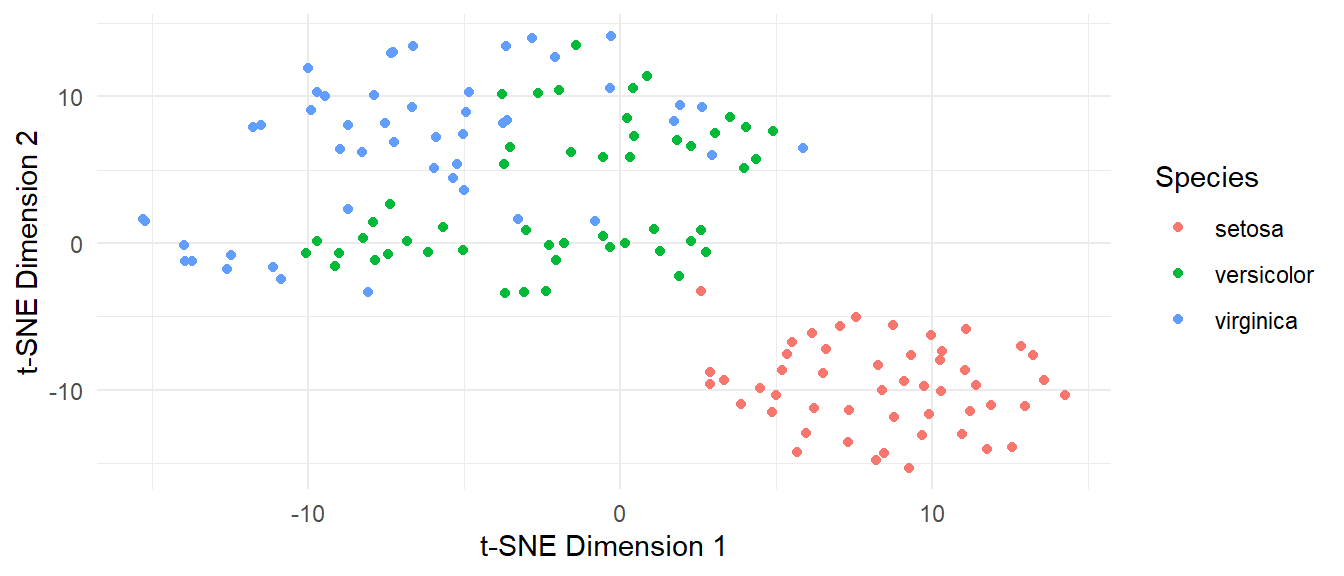 10
0
-10
t-SNE Dimension 2
-10
0
10
t-SNE Dimension 1
Species
setosa
versicolor
virginica